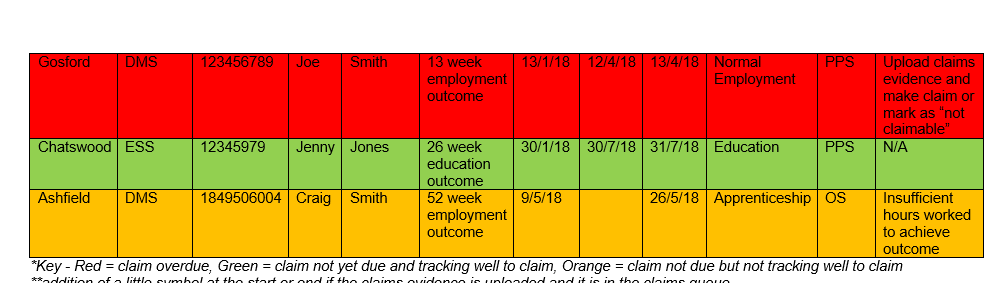 Gosford DMS 123456789 Joe Smith 13 week 13/1/18 12/4/18 13/4/18 Normal PPS Upload claims
employment Employment evidence and
outcome make claim or
mark as "not
claimable"
Chatswood ESS 12345979 Jenny Jones 26 week 30/1/18 30/7/18 31/7/18 Education PPS N/A
education
outcome
Ashfield DMS 1849506004 Craig Smith 52 week 9/5/18 26/5/18 Apprenticeship OS Insufficient
employment hours worked
outcome to achieve
outcome
*Key - Red = claim overdue, Green = claim not yet due and tracking well to claim, Orange = claim not due but not tracking well to claim
**addition of a little symbol at the start or end if the claims evidence is uploaded and it is in the claims queue